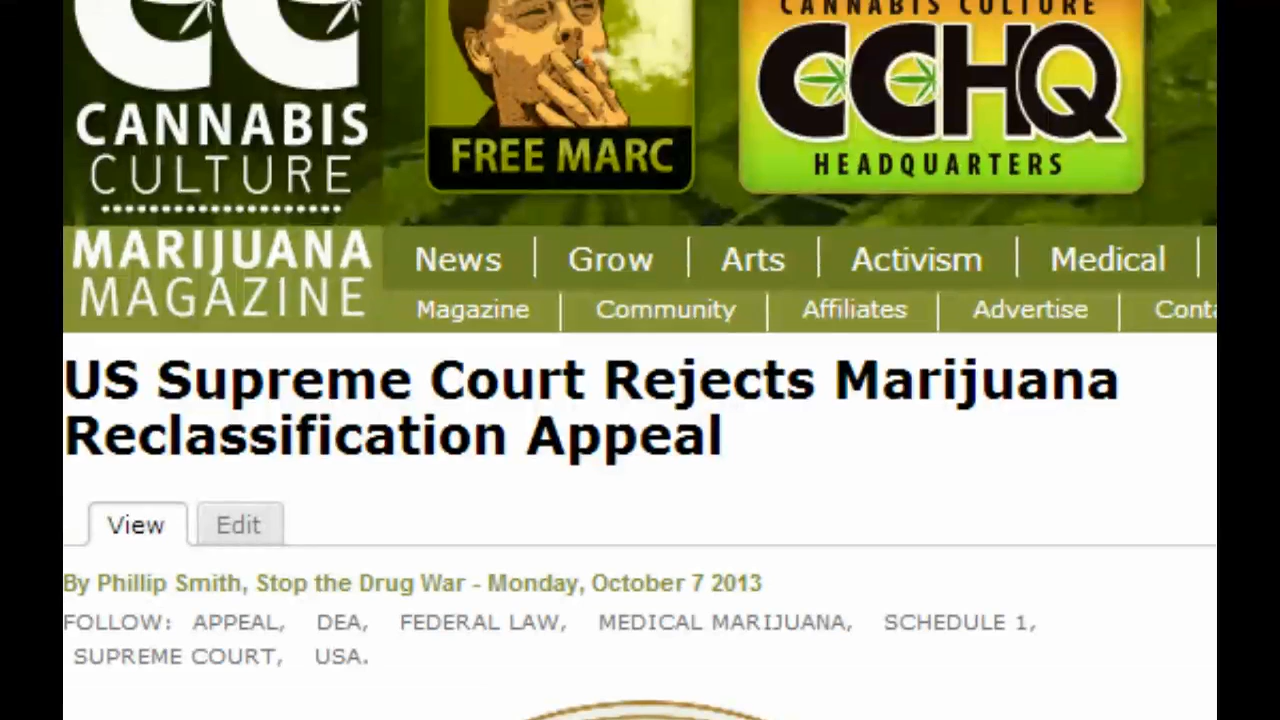 CC
CANNABIS
CULTURE
MARIJUANA
MAGAZINE
FREE MARC
CANNABIS CULTURE
CCHQ
HEADQUARTERS
News Grow Arts Activism Medical
Magazine Community Affiliates Advertise Conta
US Supreme Court Rejects Marijuana
Reclassification Appeal
View Edit
By Phillip Smith, Stop the Drug War - Monday, October 7 2013
FOLLOW: APPEAL, DEA, FEDERAL LAW, MEDICAL MARIJUANA, SCHEDULE 1,
SUPREME COURT, USA.